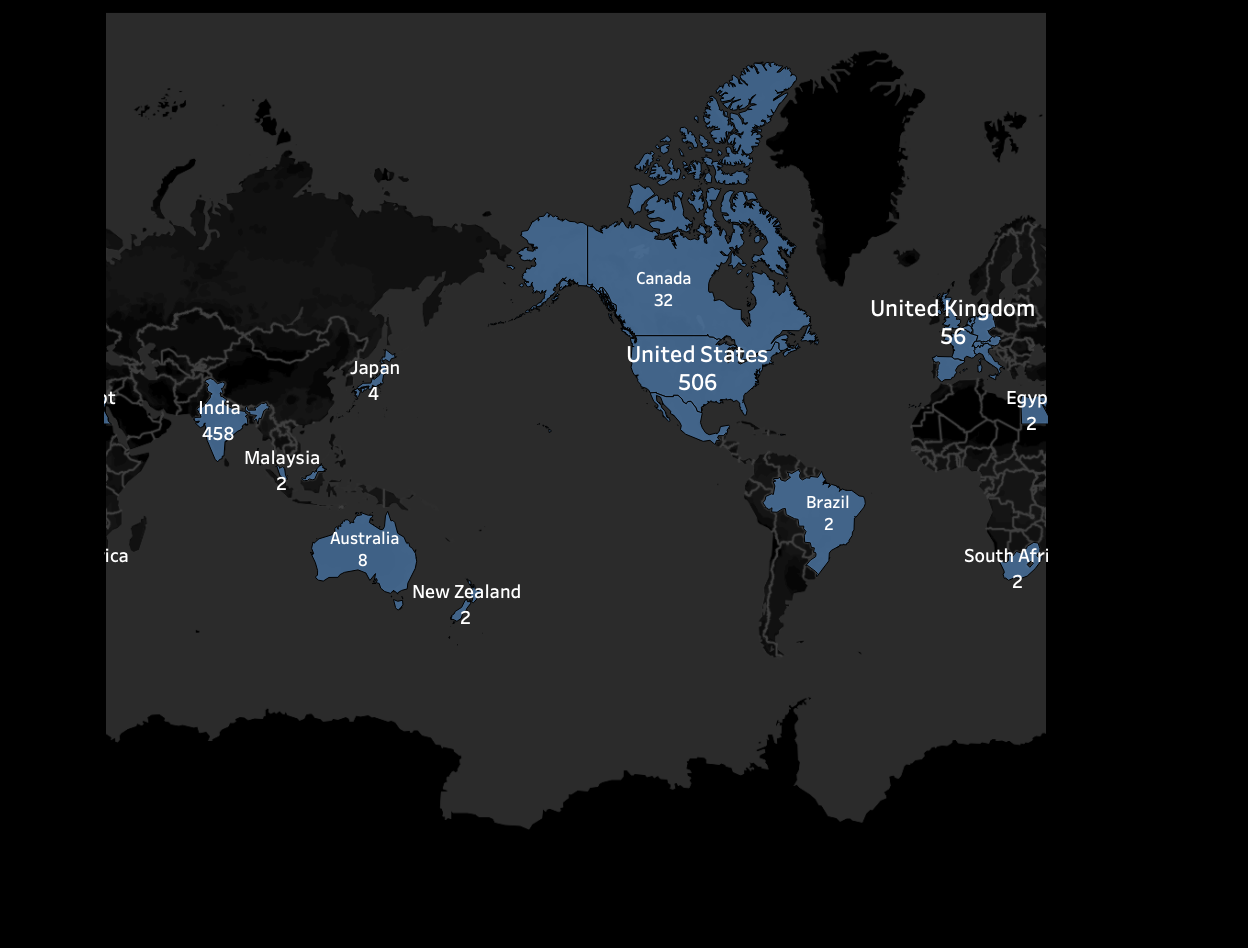 Canada
32
United Kingdom
56
United States
506
Japan
4
ot
India
458
Egyp
2
Malaysia
2
Brazil
2
Australia
8
ica
South Afri
2
New Zealand
2